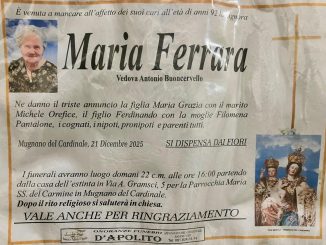 È venuta a mancare all'affetto dei suoi cari all'età di anni 92
Maria Ferrara
Vedova Antonio Buoncervello
Ne danno il triste annuncio la figlia Maria Grazia con il marito
Michele Orefice, il figlio Ferdinando con la moglie Filomena
Pantalone, i cognati, i nipoti, pronipoti e parenti tutti.
Mugnano del Cardinale, 21 Dicembre 2025
SI DISPENSA DAI FIORI
I funerali avranno luogo domani 22 c.m. alle ore 16:00 partendo
dalla casa dell'estinta in Via A. Gramsci, 5 per la Parrocchia Maria
SS. del Carmine in Mugnano del Cardinale.
Dopo il rito religioso si saluterà in chiesa.
VALE ANCHE PER RINGRAZIAMENTO
ONORANZE FUNEBRI
D'APOLITO